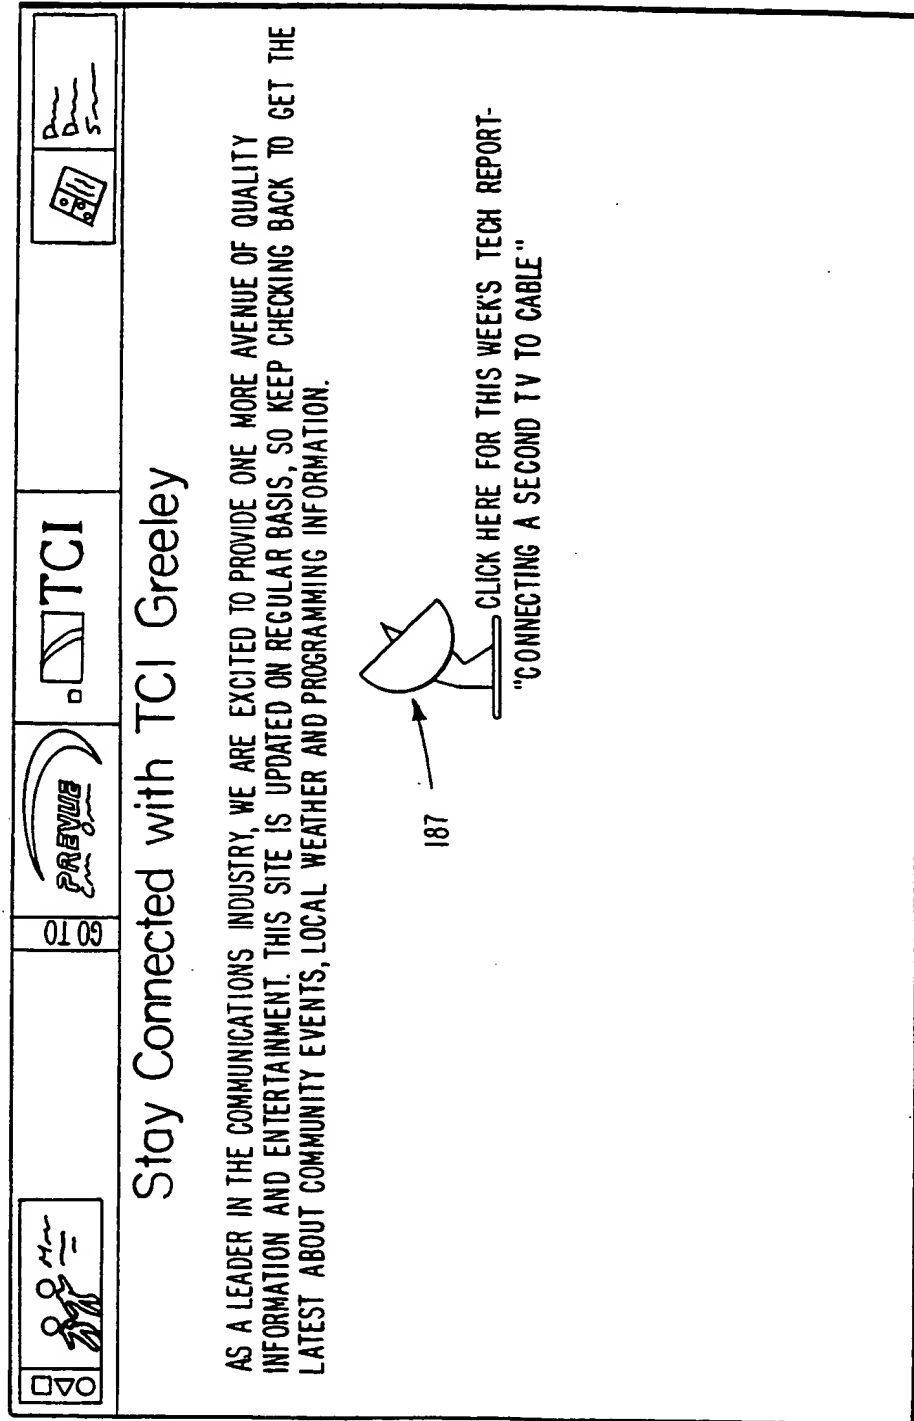 GO TO
PREVUE
TCI
Stay Connected with TCI Greeley
AS A LEADER IN THE COMMUNICATIONS INDUSTRY, WE ARE EXCITED TO PROVIDE ONE MORE AVENUE OF QUALITY
INFORMATION AND ENTERTAINMENT. THIS SITE IS UPDATED ON REGULAR BASIS, SO KEEP CHECKING BACK TO GET THE
LATEST ABOUT COMMUNITY EVENTS, LOCAL WEATHER AND PROGRAMMING INFORMATION.
187
CLICK HERE FOR THIS WEEK'S TECH REPORT-
"CONNECTING A SECOND TV TO CABLE"